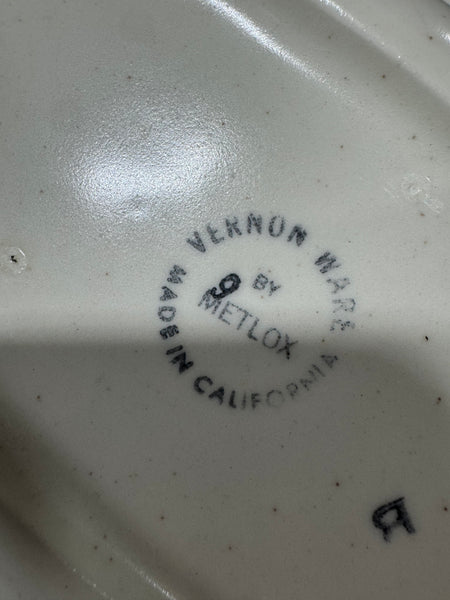 VERNON WARE
BY
METLOX
MADE IN CALIFORNIA
9
R